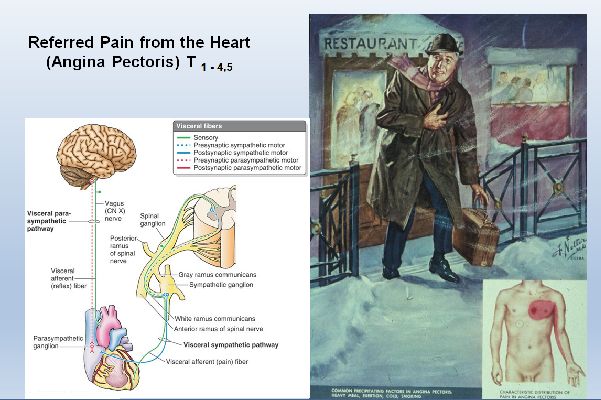 Referred Pain from the Heart
(Angina Pectoris) T 1 - 4,5
Visceral fibers
Sensory
Presynaptic sympathetic motor
Postsynaptic sympathetic motor
Presynaptic parasympathetic motor
Postsynaptic parasympathetic motor
Vagus
(CN X)
nerve
Visceral para-
sympathetic
pathway
Spinal
ganglion
Posterior
ramus
of spinal
nerve
Visceral
afferent
(reflex) fiber
Gray ramus communicans
Sympathetic ganglion
White ramus communicans
Anterior ramus of spinal nerve
Parasympathetic
ganglion
Visceral sympathetic pathway
Visceral afferent (pain) fiber
RESTAURANT
F. Netter
M.D.
COMMON PRECIPITATING FACTORS IN ANGINA PECTORIS:
HEAVY MEAL, EXERTION, COLD, SMOKING
CHARACTERISTIC DISTRIBUTION OF
PAIN IN ANGINA PECTORIS